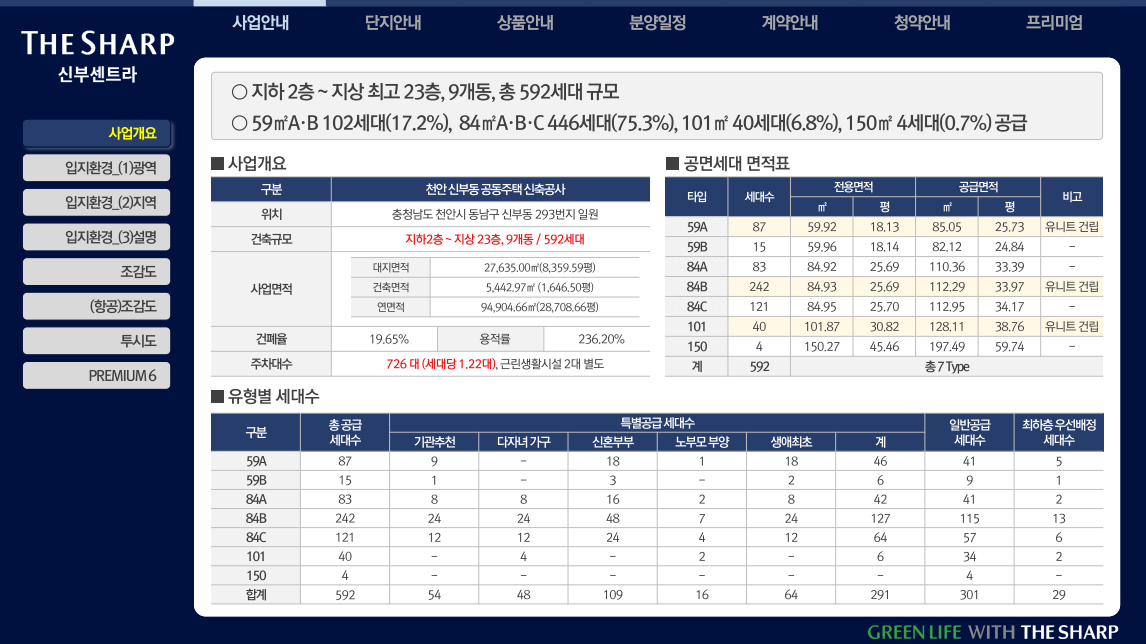 사업안내 단지안내 상품안내 분양일정 계약안내 청약안내 프리미엄
THE SHARP
신부센트라
사업개요
입지환경_(1)광역
입지환경_(2)지역
입지환경_(3)설명
조감도
(항공)조감도
투시도
PREMIUM 6
○ 지하 2층 ~ 지상 최고 23층, 9개동, 총 592세대 규모
○ 59㎡A·B 102세대(17.2%), 84㎡A·B·C 446세대(75.3%), 101㎡ 40세대(6.8%), 150㎡ 4세대(0.7%) 공급
■ 사업개요
구분 천안 신부동 공동주택 신축공사
위치 충청남도 천안시 동남구 신부동 293번지 일원
건축규모 지하2층 ~ 지상 23층, 9개동 / 592세대
사업면적
대지면적 27,635.00㎡(8,359.59평)
건축면적 5,442.97㎡ (1,646.50평)
연면적 94,904.66㎡(28,708.66평)
건폐율 19.65% 용적률 236.20%
주차대수 726 대 (세대당 1.22대), 근린생활시설 2대 별도
■ 공면세대 면적표
타입 세대수 전용면적 공급면적 비고
㎡ 평 ㎡ 평
59A 87 59.92 18.13 85.05 25.73 유니트 건립
59B 15 59.96 18.14 82.12 24.84 –
84A 83 84.92 25.69 110.36 33.39 –
84B 242 84.93 25.69 112.29 33.97 유니트 건립
84C 121 84.95 25.70 112.95 34.17 –
101 40 101.87 30.82 128.11 38.76 유니트 건립
150 4 150.27 45.46 197.49 59.74 –
계 592 총 7 Type
■ 유형별 세대수
구분 총 공급 세대수 특별공급 세대수 일반공급 세대수 최하층 우선배정 세대수
기관추천 다자녀 가구 신혼부부 노부모 부양 생애최초 계
59A 87 9 – 18 1 18 46 41 5
59B 15 1 – 3 – 2 6 9 1
84A 83 8 8 16 2 8 42 41 2
84B 242 24 24 48 7 24 127 115 13
84C 121 12 12 24 4 12 64 57 6
101 40 – 4 – 2 – 6 34 2
150 4 – – – – – – 4 –
합계 592 54 48 109 16 64 291 301 29
GREEN LIFE WITH THE SHARP